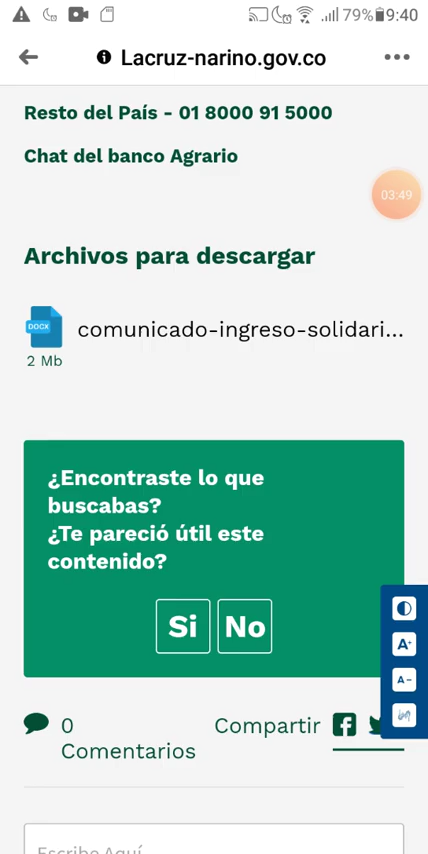 79% 9:40
Lacruz-narino.gov.co
Resto del País - 01 8000 91 5000
Chat del banco Agrario
03:49
Archivos para descargar
DOCX
comunicado-ingreso-solidari...
2 Mb
¿Encontraste lo que
buscabas?
¿Te pareció útil este
contenido?
Si No
A+
A-
0
Comentarios
Compartir
Escribe Aquí